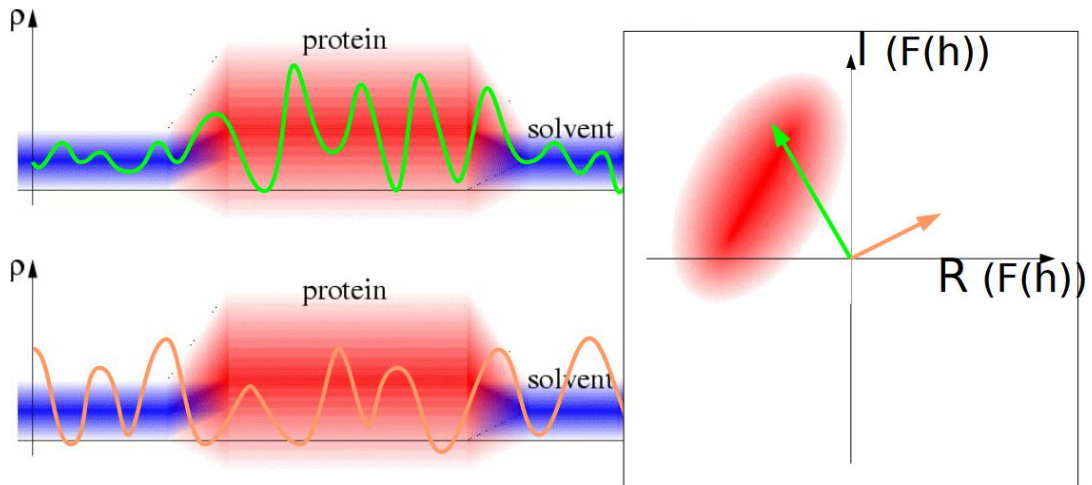 ρ
protein
solvent
I (F(h))
R (F(h))
ρ
protein
solvent